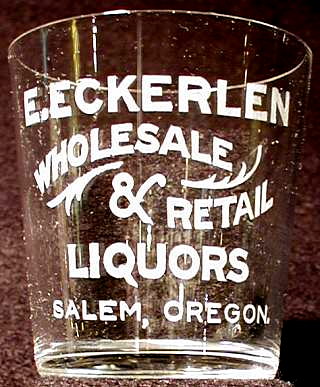 E. ECKERLEN
WHOLESALE
& RETAIL
LIQUORS
SALEM, OREGON.